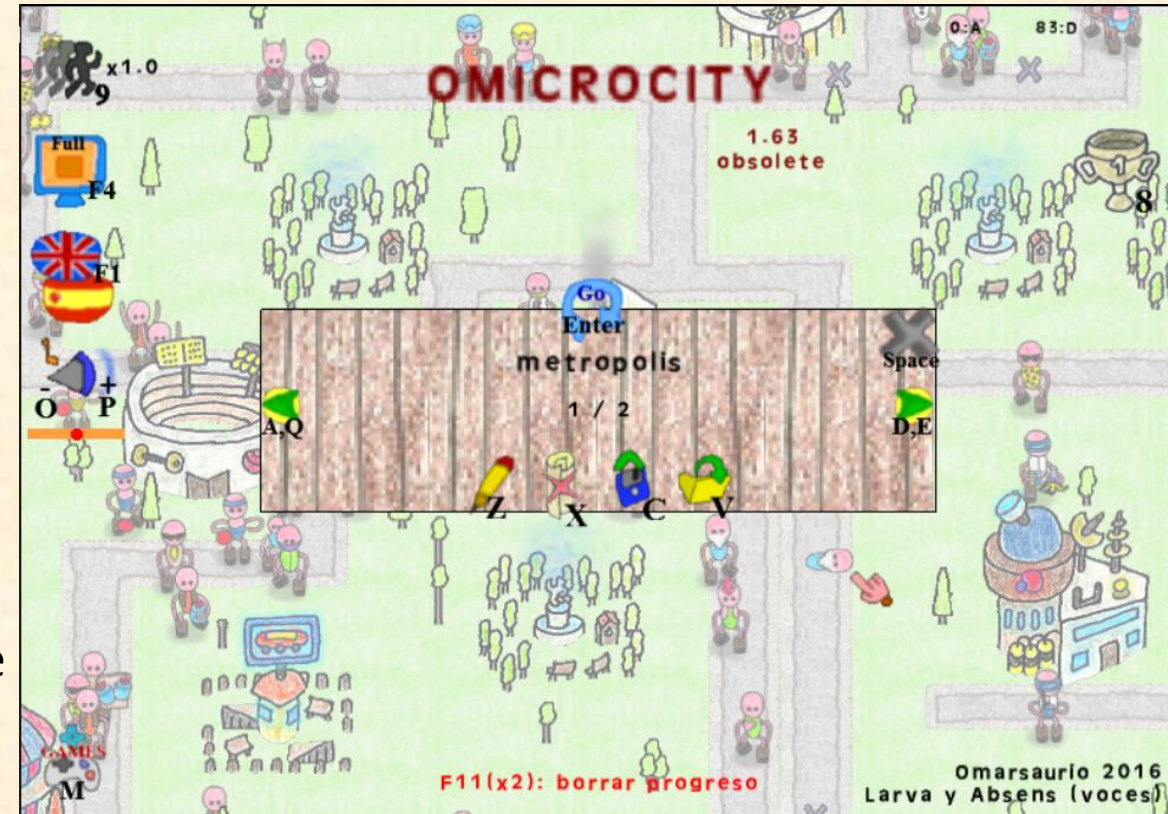 0:A 83:D
x1.0
9
OMICROCITY
Full
F4
1.63
obsolete
1
8
F1
Go
Enter
metropolis
Space
- +
O P
1 / 2
A,Q
D,E
Z X C V
e
GAMES
M
F11(x2): borrar progreso
Omarsaurio 2016
Larva y Absens (voces)